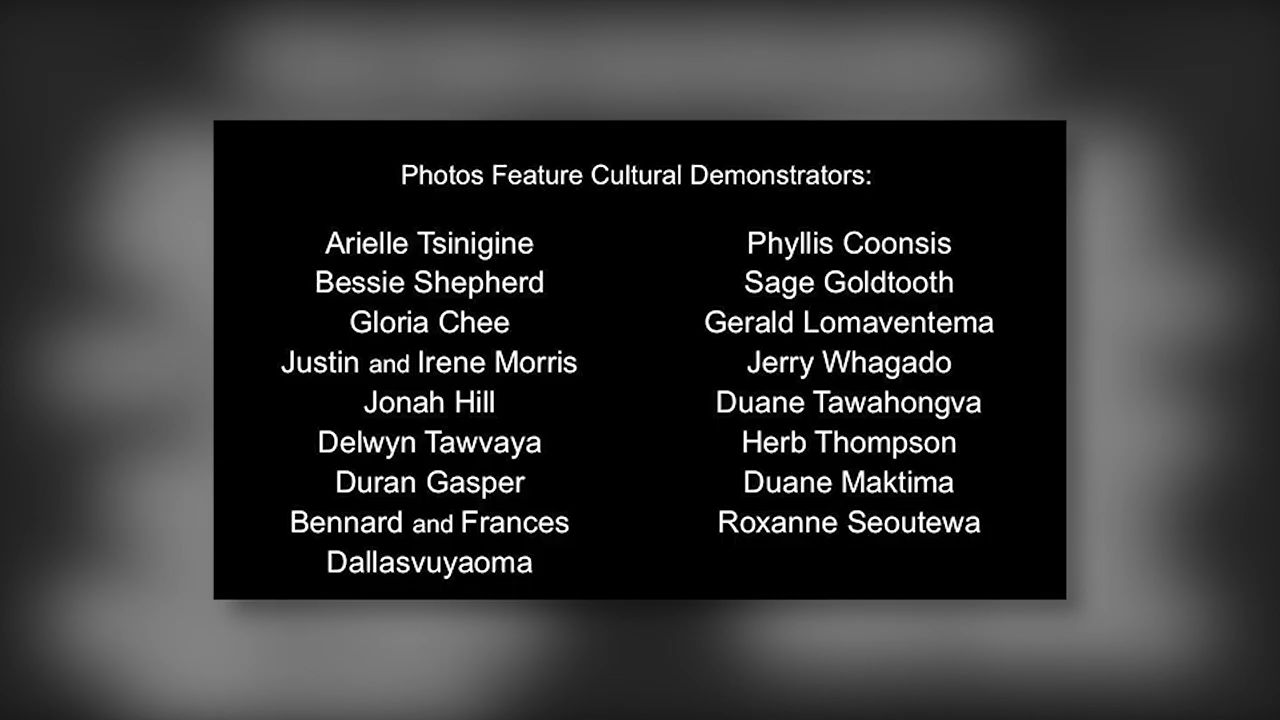 Photos Feature Cultural Demonstrators:
Arielle Tsinigine
Bessie Shepherd
Gloria Chee
Justin and Irene Morris
Jonah Hill
Delwyn Tawvaya
Duran Gasper
Bennard and Frances
Dallasvuyaoma
Phyllis Coonsis
Sage Goldtooth
Gerald Lomaventema
Jerry Whagado
Duane Tawahongva
Herb Thompson
Duane Maktima
Roxanne Seoutewa